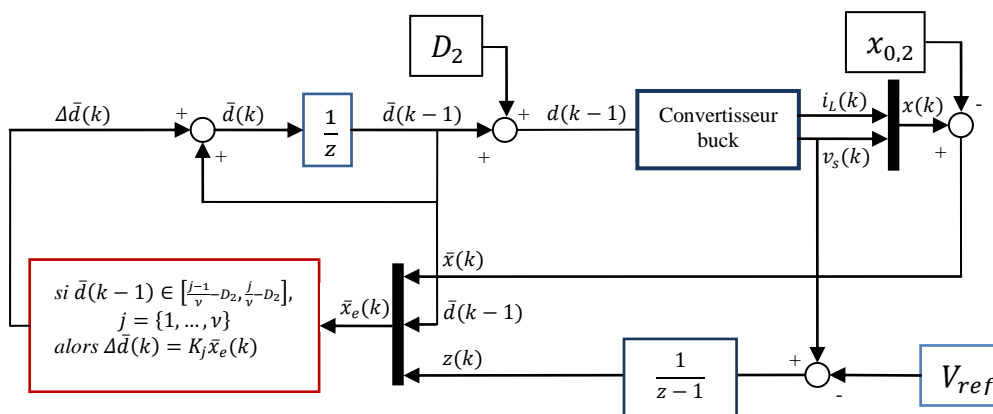 D₂
x₀,₂
Δd̄(k)
+
d̄(k)
1/z
d̄(k−1)
+
d(k−1)
Convertisseur
buck
i_L(k)
x(k)
-
+
+
+
v_s(k)
x̄(k)
si d̄(k−1) ∈ [(j−1)/ν −D₂, j/ν −D₂],
j = {1, …, ν}
alors Δd̄(k) = K_j x̄_e(k)
x̄_e(k)
d̄(k−1)
z(k)
1/(z−1)
+
-
V_ref